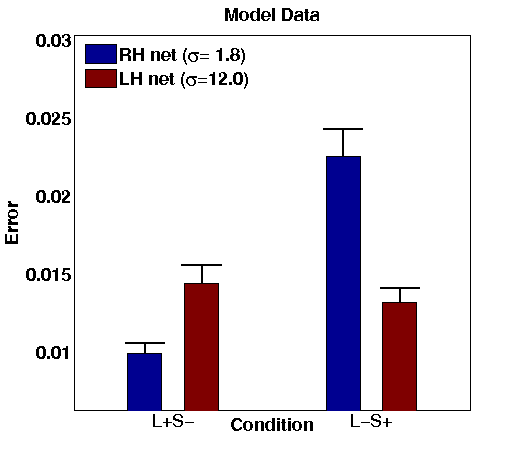 Model Data
0.03
RH net (σ= 1.8)
LH net (σ=12.0)
0.025
0.02
0.015
0.01
Error
L+S−
L−S+
Condition